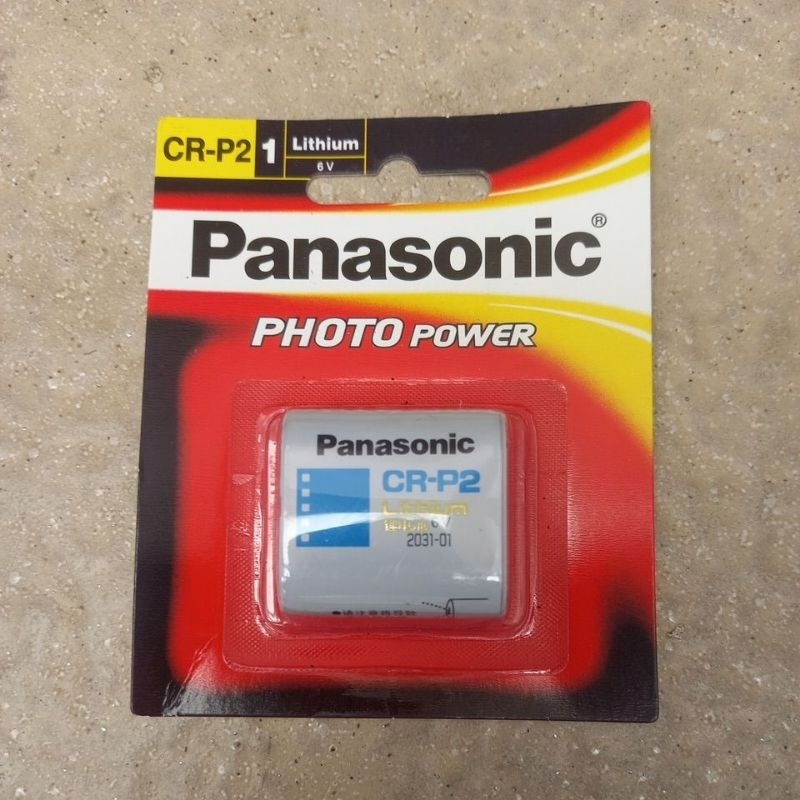 CR-P2 1 Lithium
6V
Panasonic®
PHOTO POWER
Panasonic
CR-P2
Lithium
6V
2031-01